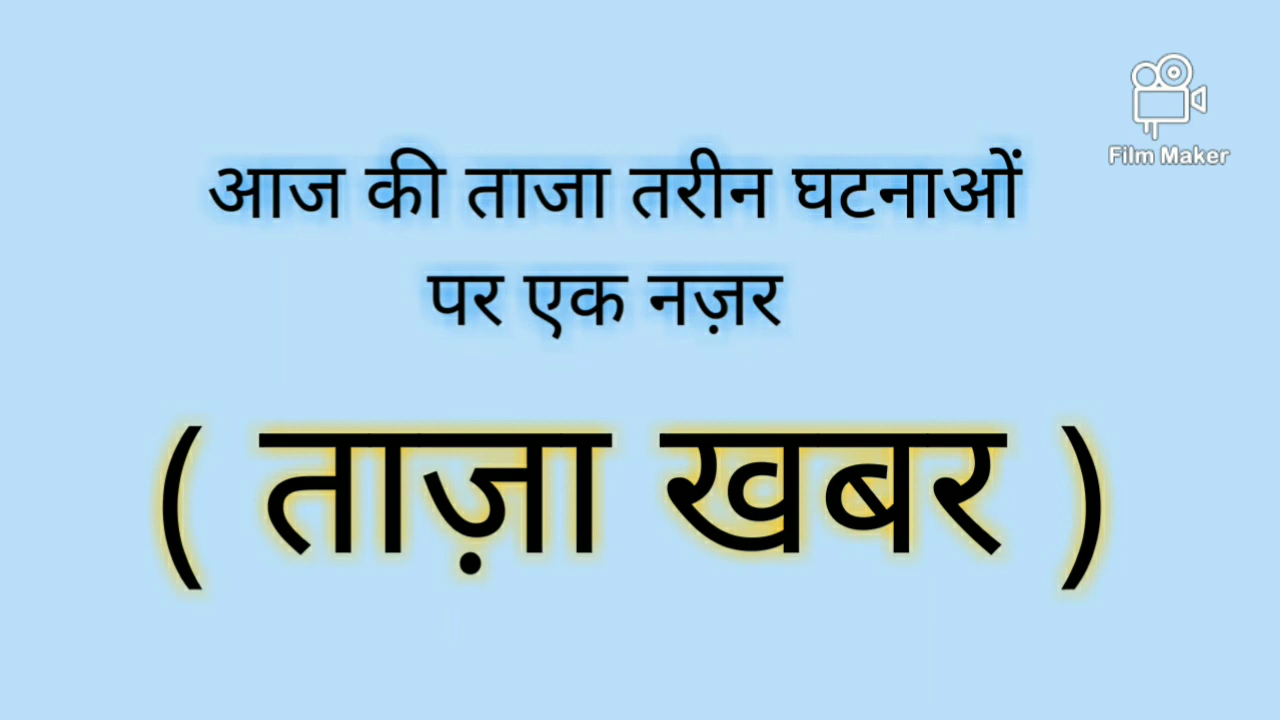 Film Maker
आज की ताजा तरीन घटनाओं
पर एक नज़र
( ताज़ा खबर )